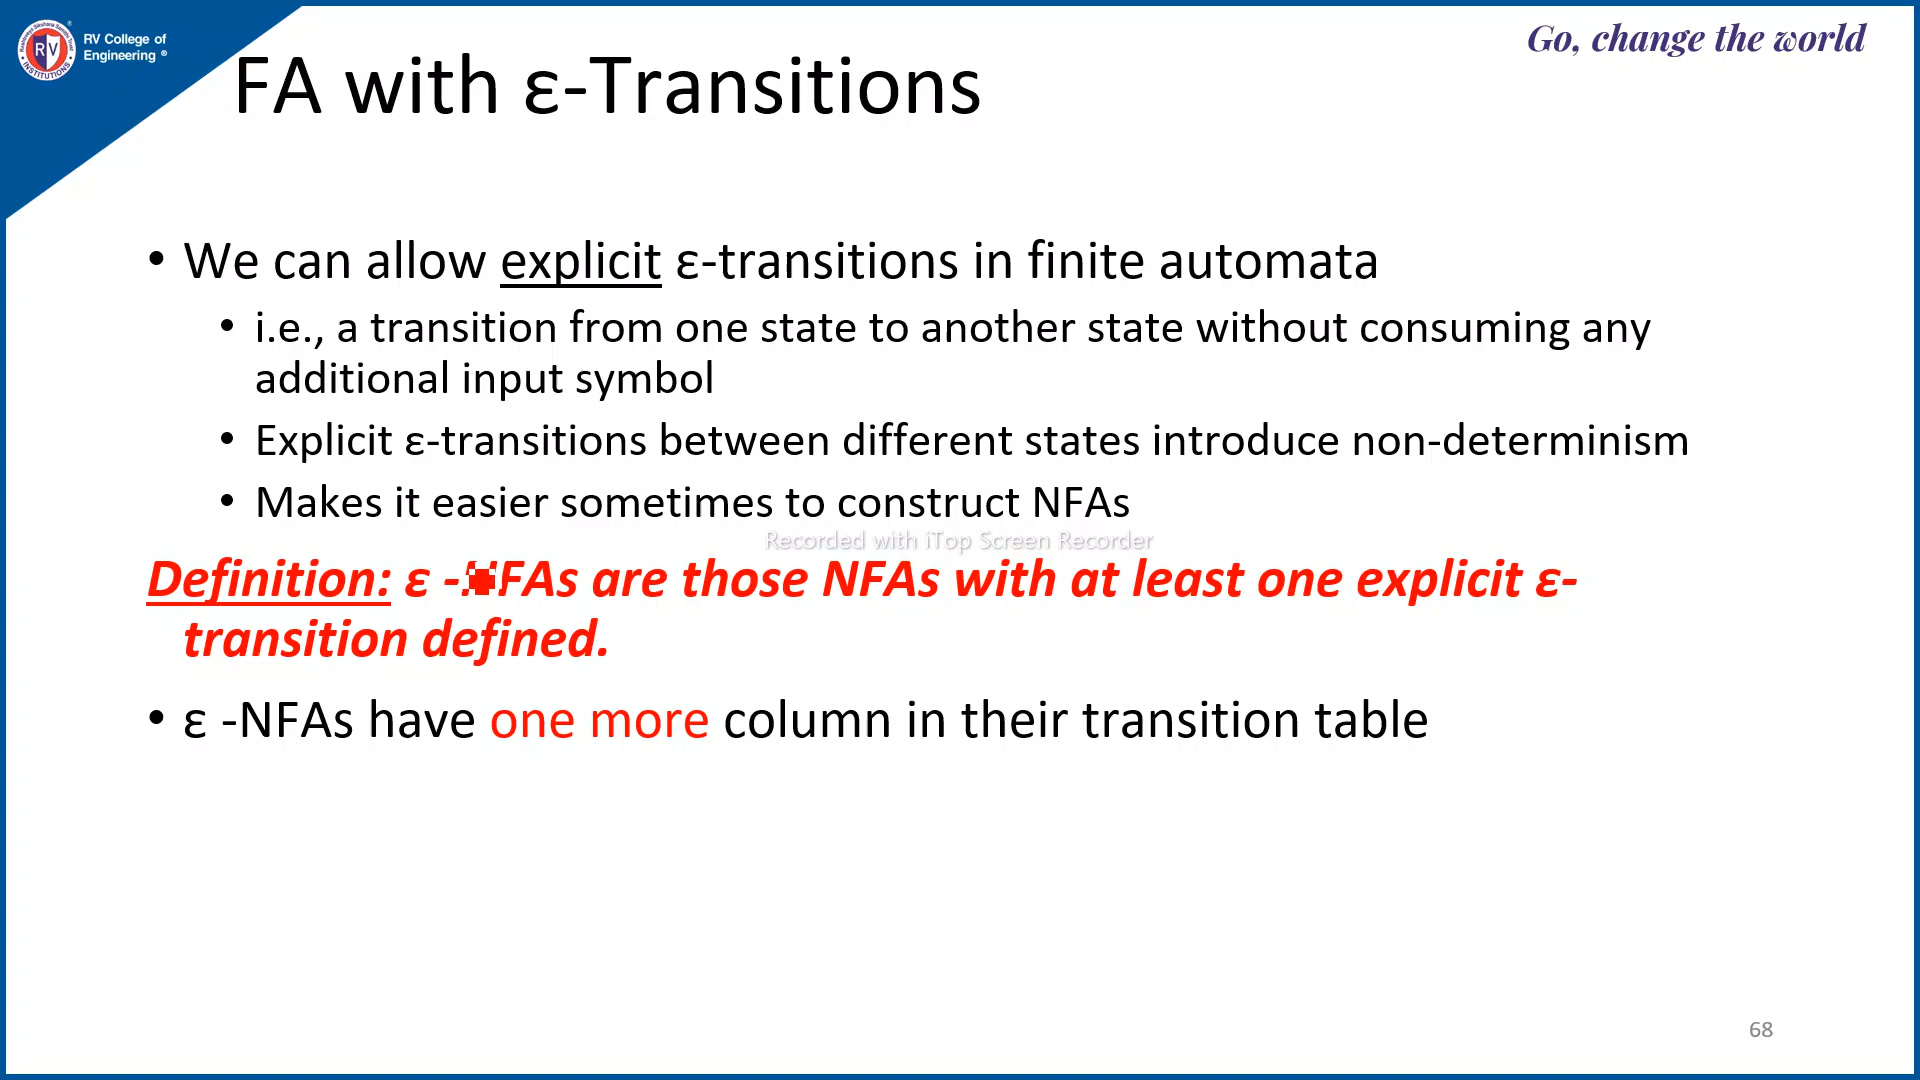 RV College of
Engineering ®
Go, change the world
FA with ε-Transitions
• We can allow explicit ε-transitions in finite automata
• i.e., a transition from one state to another state without consuming any
additional input symbol
• Explicit ε-transitions between different states introduce non-determinism
• Makes it easier sometimes to construct NFAs
Recorded with iTop Screen Recorder
Definition: ε -NFAs are those NFAs with at least one explicit ε-
transition defined.
• ε -NFAs have one more column in their transition table
68